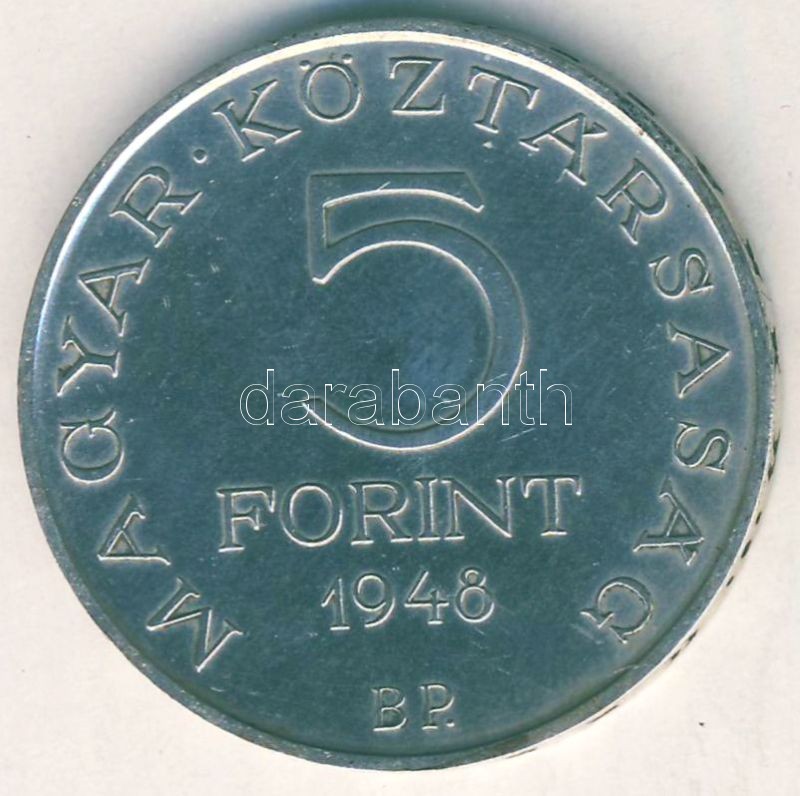 MAGYAR · KÖZTÁRSASÁG
5
darabanth
FORINT
1948
BP.